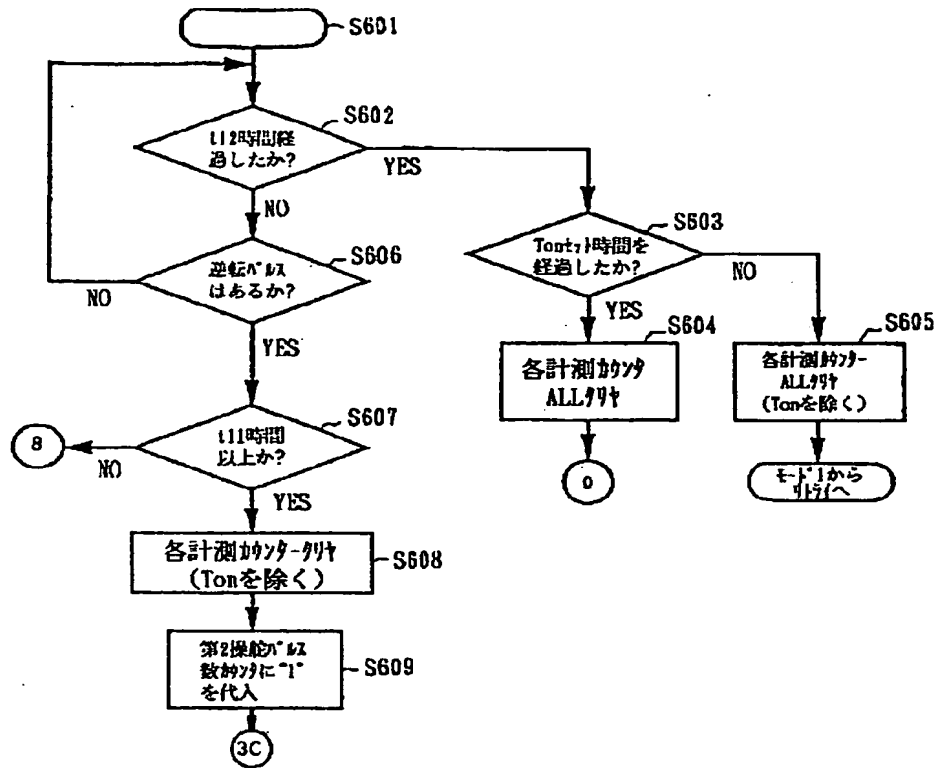 S601
S602
t12時間経
過したか?
YES
NO
S603
Tonｾｯﾄ時間を
経過したか?
NO
YES
S606
逆転ﾊﾟﾙｽ
はあるか?
NO
YES
S604
各計測ｶｳﾝﾀ
ALLｸﾘﾔ
0
S605
各計測ｶｳﾝﾀｰ
ALLｸﾘﾔ
(Tonを除く)
ﾓｰﾄﾞ1から
ﾘﾄﾗｲへ
S607
t11時間
以上か?
8
NO
YES
各計測ｶｳﾝﾀｰｸﾘﾔ
(Tonを除く)
S608
第2操舵ﾊﾟﾙｽ
数ｶｳﾝﾀに"1"
を代入
S609
3C